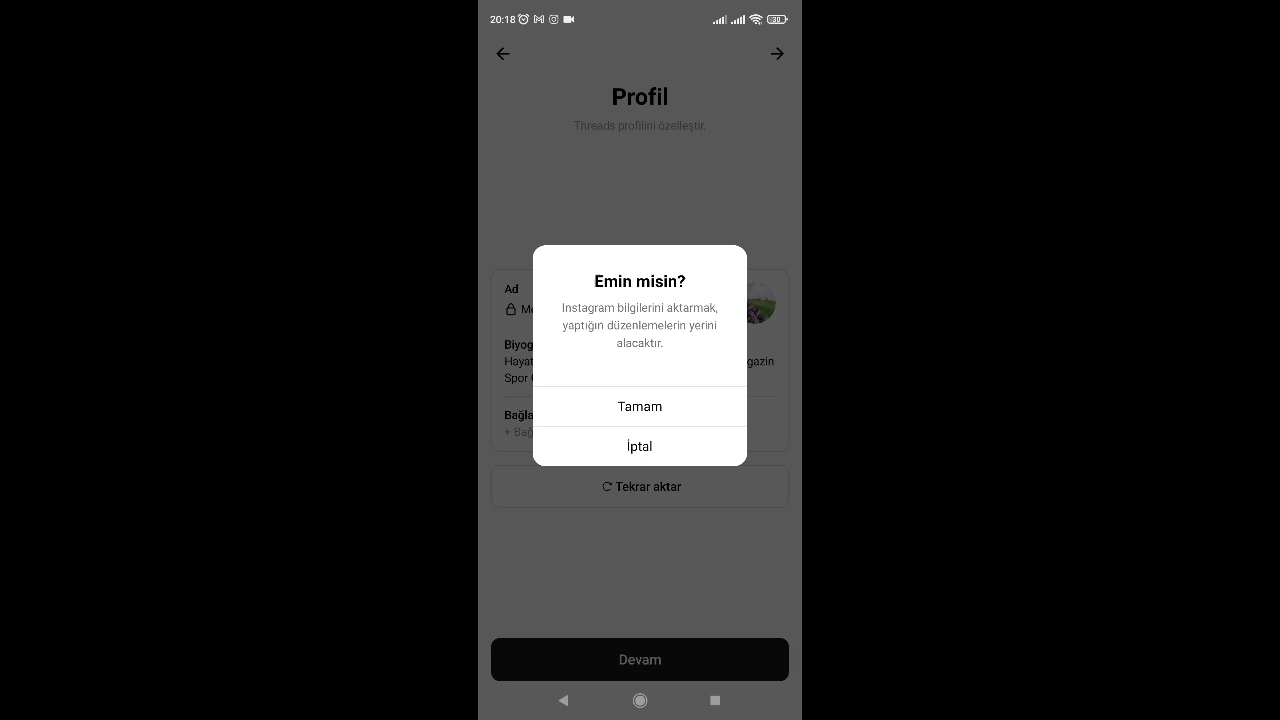 20:18
30
Profil
Threads profilini özelleştir.
Emin misin?
Instagram bilgilerini aktarmak,
yaptığın düzenlemelerin yerini
alacaktır.
Tamam
İptal
Ad
Biyog
Hayat
gazin
Spor
Bağla
+ Bağ
Tekrar aktar
Devam